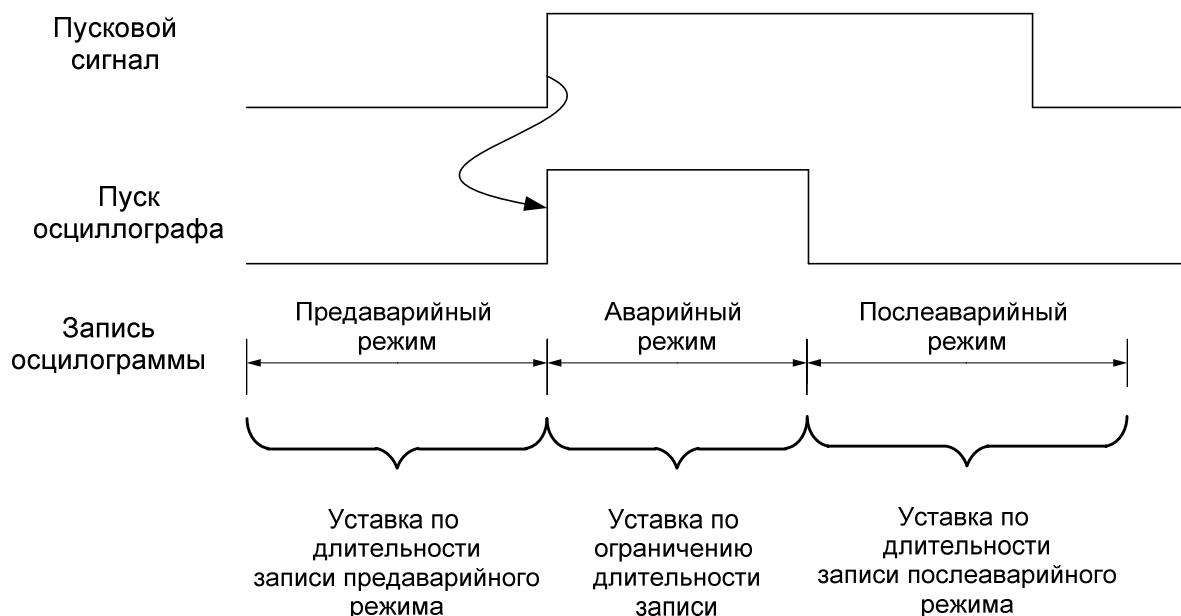 Пусковой
сигнал
Пуск
осциллографа
Запись
осцилограммы
Предаварийный
режим
Аварийный
режим
Послеаварийный
режим
Уставка по
длительности
записи предаварийного
режима
Уставка по
ограничению
длительности
записи
Уставка по
длительности
записи послеаварийного
режима